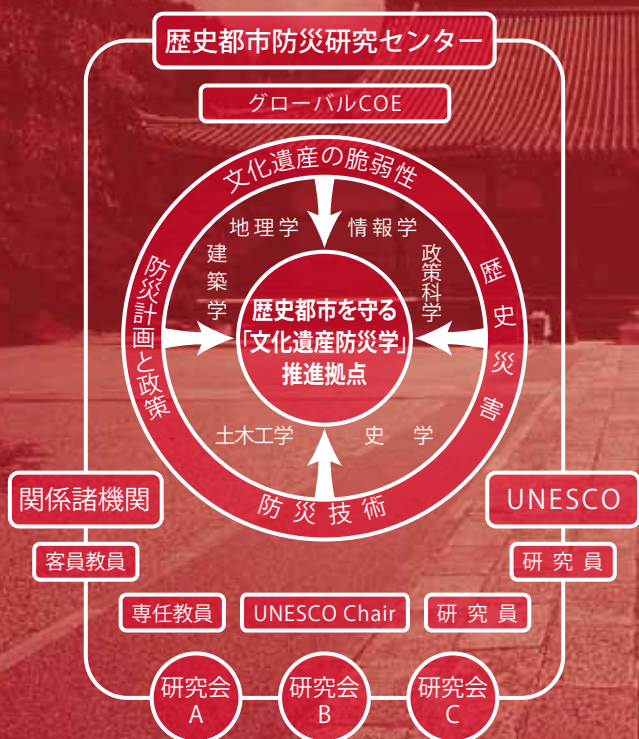 歴史都市防災研究センター
グローバルCOE
文化遺産の脆弱性
地理学
情報学
建築学
政策科学
防災計画と政策
歴史災害
歴史都市を守る
「文化遺産防災学」
推進拠点
土木工学
史学
防災技術
関係諸機関
UNESCO
客員教員
研究員
専任教員
UNESCO Chair
研究員
研究会
A
研究会
B
研究会
C